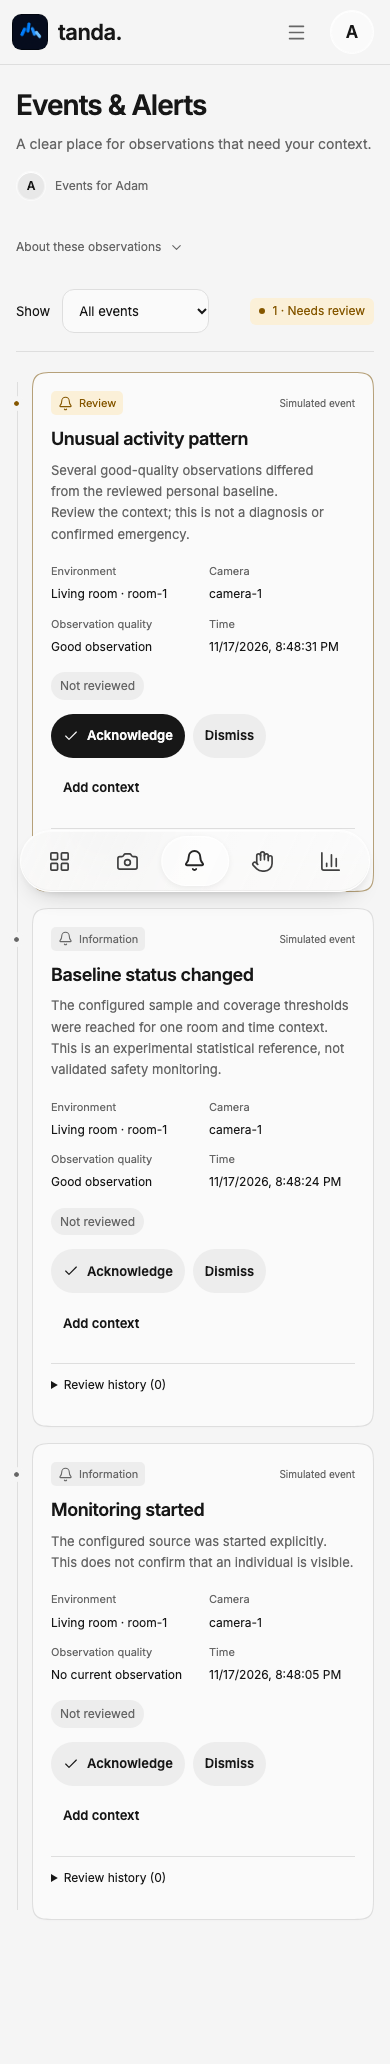 tanda.
A
Events & Alerts
A clear place for observations that need your context.
A Events for Adam
About these observations
Show All events 1 · Needs review
Review Simulated event
Unusual activity pattern
Several good-quality observations differed
from the reviewed personal baseline.
Review the context; this is not a diagnosis or
confirmed emergency.
Environment Camera
Living room · room-1 camera-1
Observation quality Time
Good observation 11/17/2026, 8:48:31 PM
Not reviewed
Acknowledge Dismiss
Add context
Information Simulated event
Baseline status changed
The configured sample and coverage thresholds
were reached for one room and time context.
This is an experimental statistical reference, not
validated safety monitoring.
Environment Camera
Living room · room-1 camera-1
Observation quality Time
Good observation 11/17/2026, 8:48:24 PM
Not reviewed
Acknowledge Dismiss
Add context
Review history (0)
Information Simulated event
Monitoring started
The configured source was started explicitly.
This does not confirm that an individual is visible.
Environment Camera
Living room · room-1 camera-1
Observation quality Time
No current observation 11/17/2026, 8:48:05 PM
Not reviewed
Acknowledge Dismiss
Add context
Review history (0)